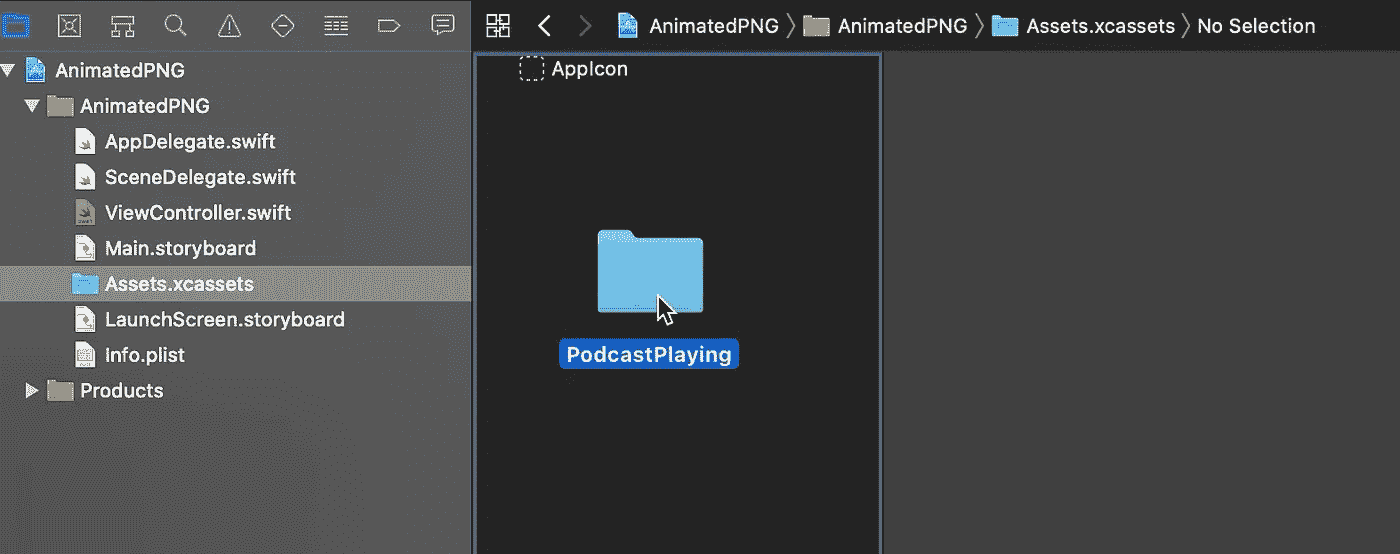 AnimatedPNG 〉 AnimatedPNG 〉 Assets.xcassets 〉 No Selection
AnimatedPNG
AnimatedPNG
AppDelegate.swift
SceneDelegate.swift
ViewController.swift
Main.storyboard
Assets.xcassets
LaunchScreen.storyboard
Info.plist
Products
AppIcon
PodcastPlaying